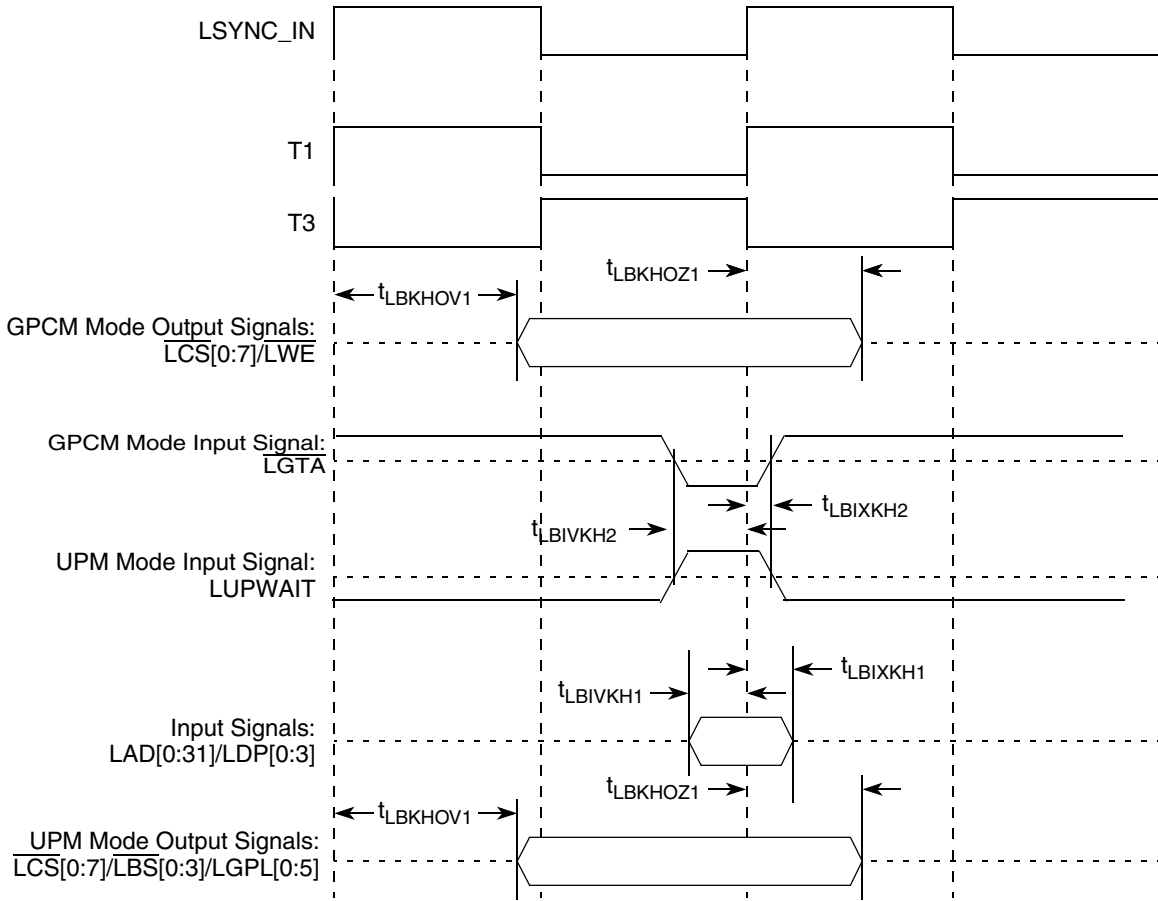 LSYNC_IN
T1
T3
tLBKHOZ1
tLBKHOV1
GPCM Mode Output Signals:
LCS[0:7]/LWE
GPCM Mode Input Signal:
LGTA
tLBIXKH2
tLBIVKH2
UPM Mode Input Signal:
LUPWAIT
tLBIXKH1
tLBIVKH1
Input Signals:
LAD[0:31]/LDP[0:3]
tLBKHOZ1
tLBKHOV1
UPM Mode Output Signals:
LCS[0:7]/LBS[0:3]/LGPL[0:5]